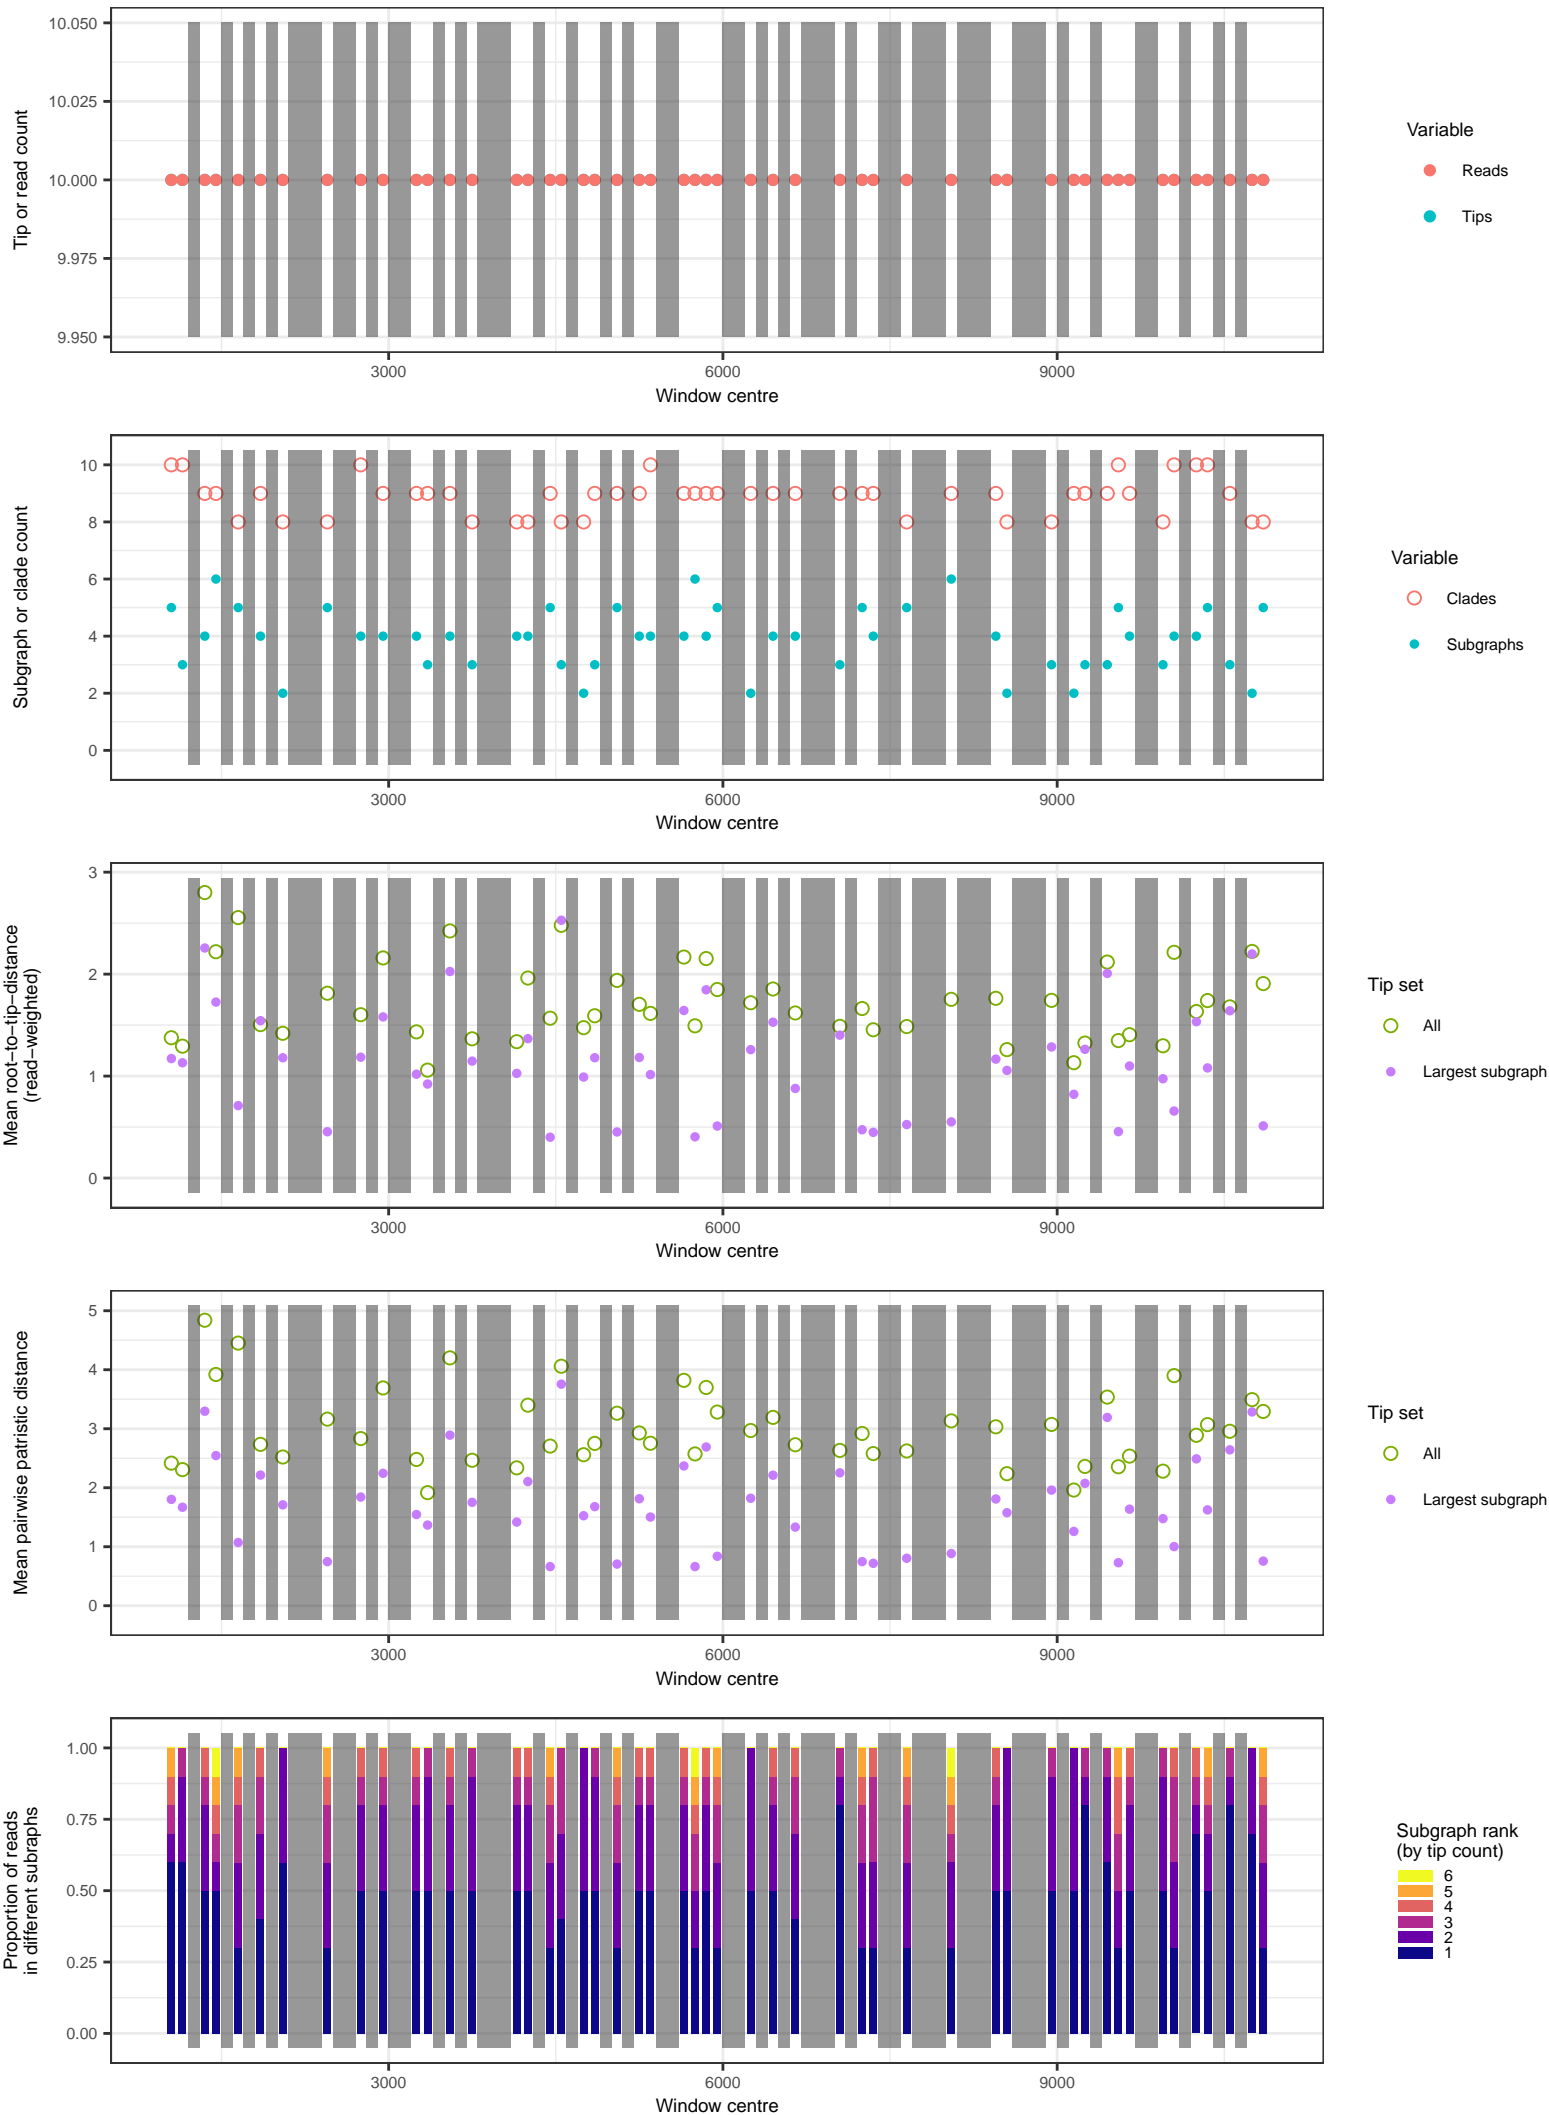 Tip or read count
10.050
10.025
10.000
9.975
9.950
3000
6000
9000
Window centre
Variable
Reads
Tips
Subgraph or clade count
10
8
6
4
2
0
3000
6000
9000
Window centre
Variable
Clades
Subgraphs
Mean root−to−tip−distance
(read−weighted)
3
2
1
0
3000
6000
9000
Window centre
Tip set
All
Largest subgraph
Mean pairwise patristic distance
5
4
3
2
1
0
3000
6000
9000
Window centre
Tip set
All
Largest subgraph
Proportion of reads
in different subraphs
1.00
0.75
0.50
0.25
0.00
3000
6000
9000
Window centre
Subgraph rank
(by tip count)
6
5
4
3
2
1